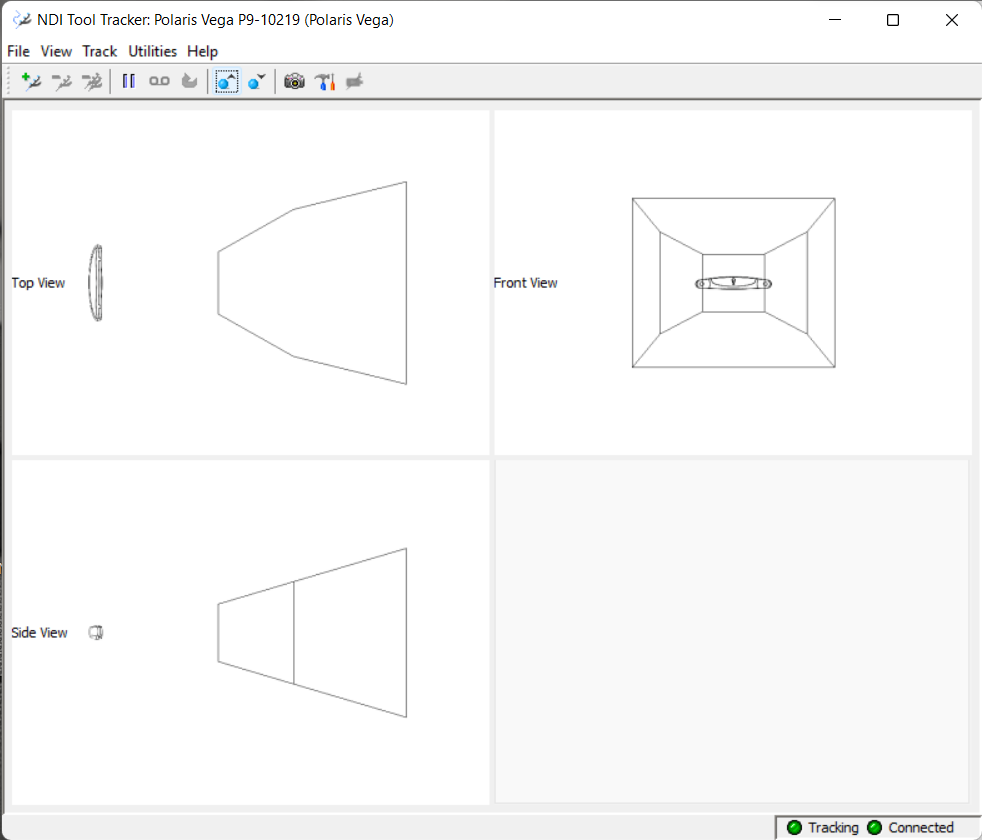 NDI Tool Tracker: Polaris Vega P9-10219 (Polaris Vega)
File View Track Utilities Help
Top View
Front View
Side View
Tracking Connected